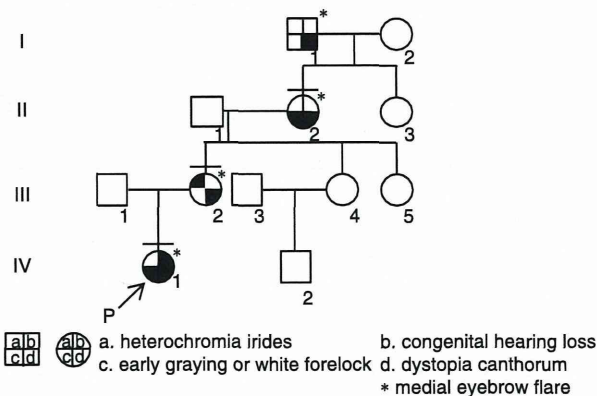 I
*
1
2
II
1
*
2
3
III
1
*
2
3
4
5
IV
*
1
2
P
a b
c d
a b
c d
a. heterochromia irides
b. congenital hearing loss
c. early graying or white forelock
d. dystopia canthorum
* medial eyebrow flare